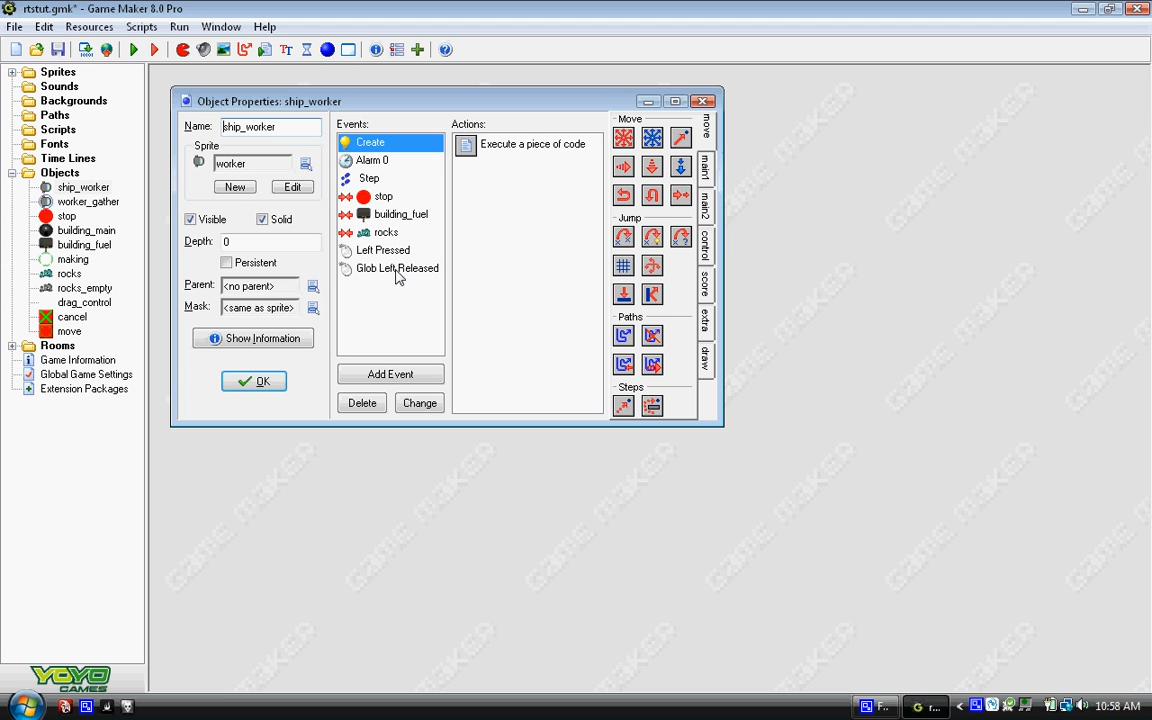 rtstut.gmk* - Game Maker 8.0 Pro
File Edit Resources Scripts Run Window Help
Sprites
Sounds
Backgrounds
Paths
Scripts
Fonts
Time Lines
Objects
ship_worker
worker_gather
stop
building_main
building_fuel
making
rocks
rocks_empty
drag_control
cancel
move
Rooms
Game Information
Global Game Settings
Extension Packages
YOYO
GAMES
Object Properties: ship_worker
Name: ship_worker
Sprite
worker
New Edit
Visible Solid
Depth: 0
Persistent
Parent: <no parent>
Mask: <same as sprite>
Show Information
OK
Events:
Create
Alarm 0
Step
stop
building_fuel
rocks
Left Pressed
Glob Left Released
Add Event
Delete Change
Actions:
Execute a piece of code
Move
Jump
Paths
Steps
move
main1
main2
control
score
extra
draw
GAME MAKER
F..
r...
10:58 AM